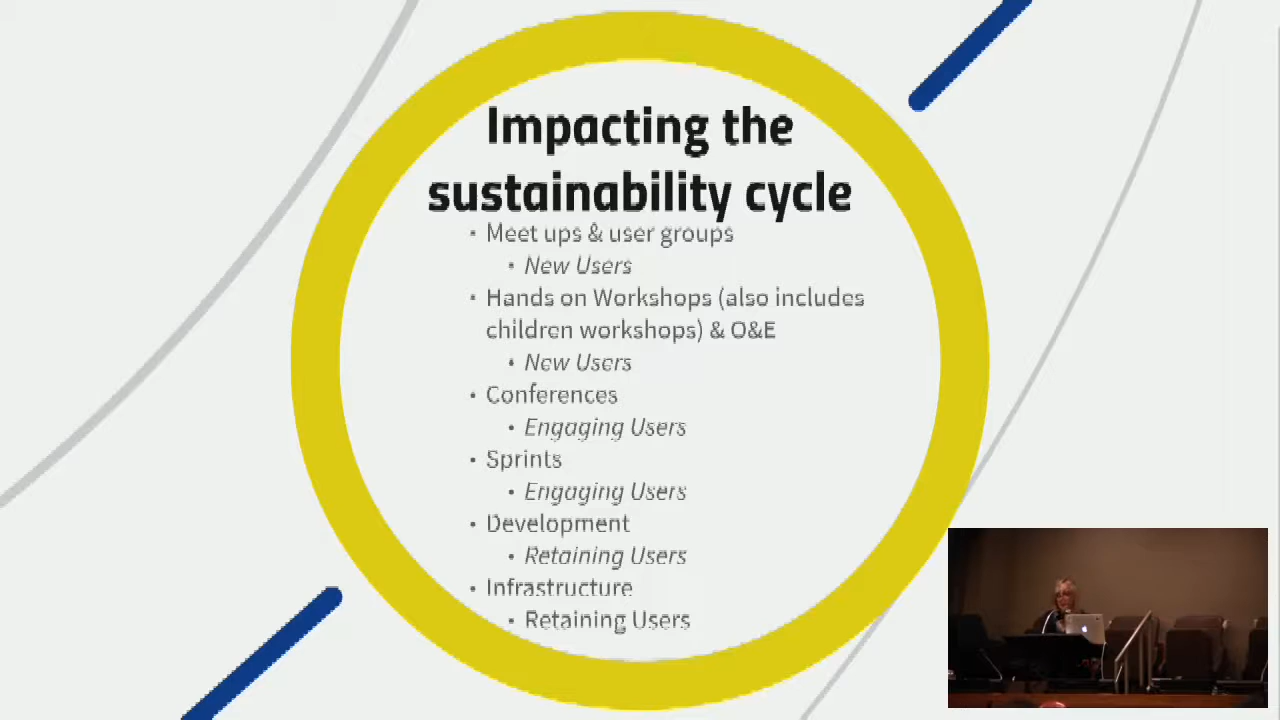 Impacting the
sustainability cycle
• Meet ups & user groups
• New Users
• Hands on Workshops (also includes
children workshops) & O&E
• New Users
• Conferences
• Engaging Users
• Sprints
• Engaging Users
• Development
• Retaining Users
• Infrastructure
• Retaining Users